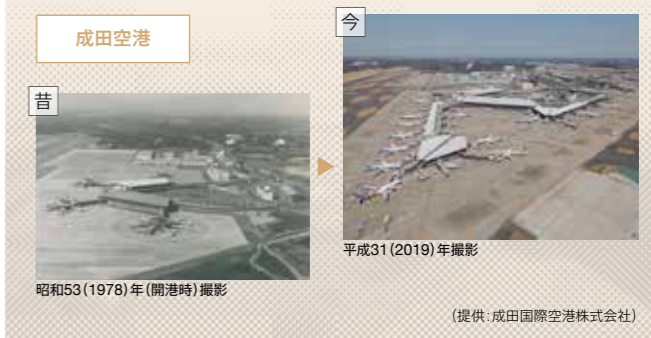 成田空港
昔
昭和53(1978)年(開港時)撮影
今
平成31(2019)年撮影
(提供:成田国際空港株式会社)